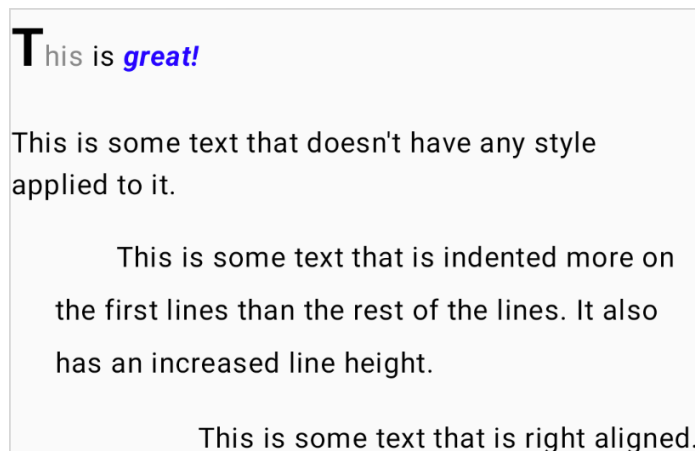 This is great!
This is some text that doesn't have any style
applied to it.
This is some text that is indented more on
the first lines than the rest of the lines. It also
has an increased line height.
This is some text that is right aligned.